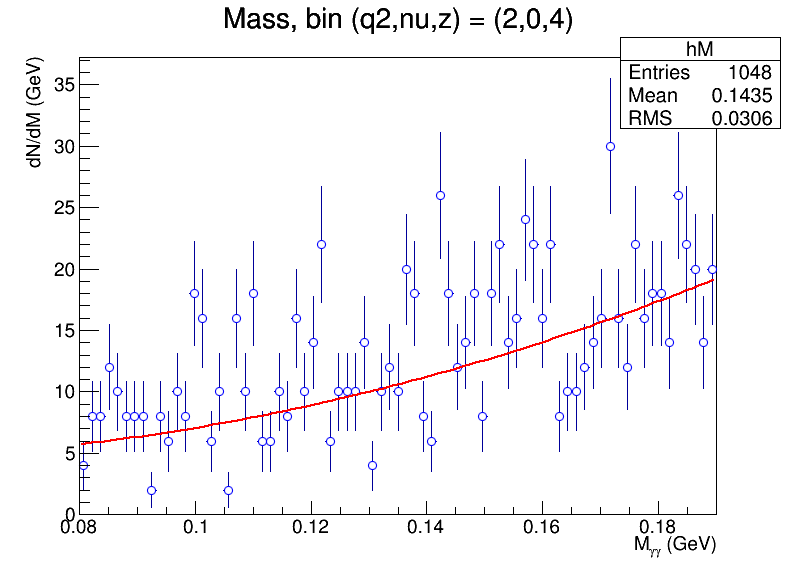 Mass, bin (q2,nu,z) = (2,0,4)
hM
Entries 1048
Mean 0.1435
RMS 0.0306
dN/dM (GeV)
35
30
25
20
15
10
5
0
0.08 0.1 0.12 0.14 0.16 0.18
Mγγ (GeV)